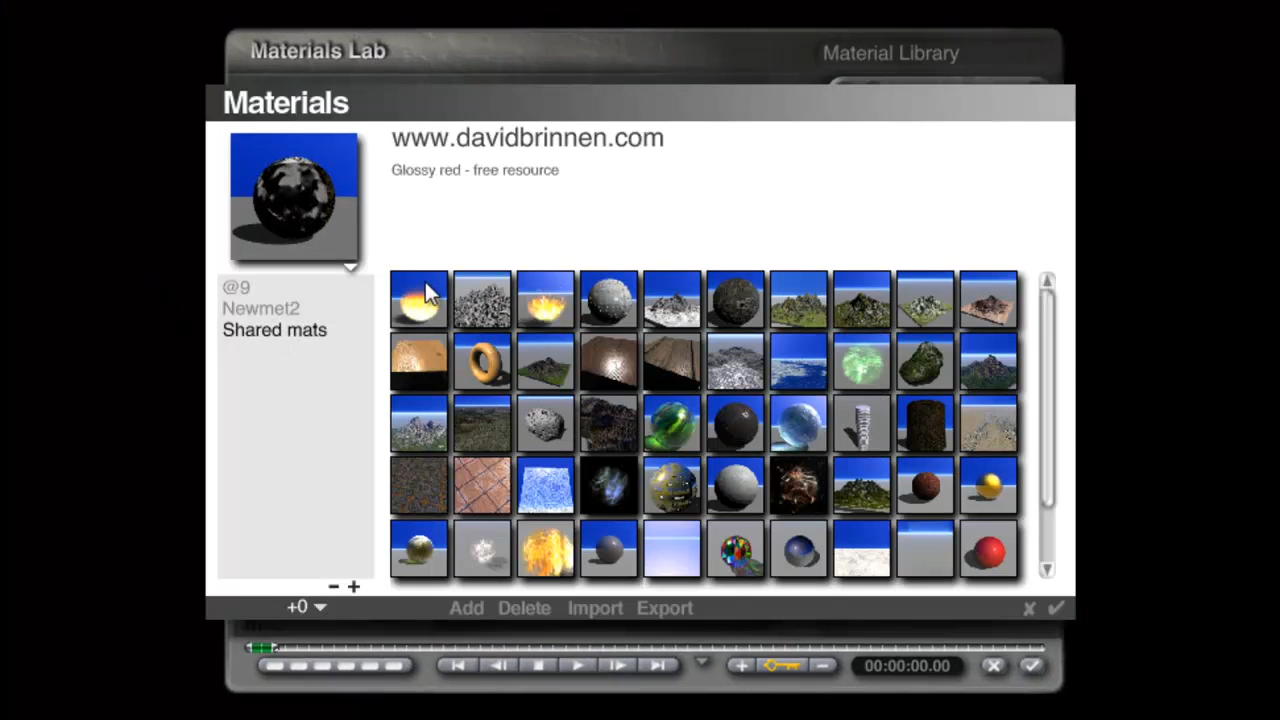 Materials Lab
Material Library
Materials
www.davidbrinnen.com
Glossy red - free resource
@9
Newmet2
Shared mats
+0
Add Delete Import Export
00:00:00.00